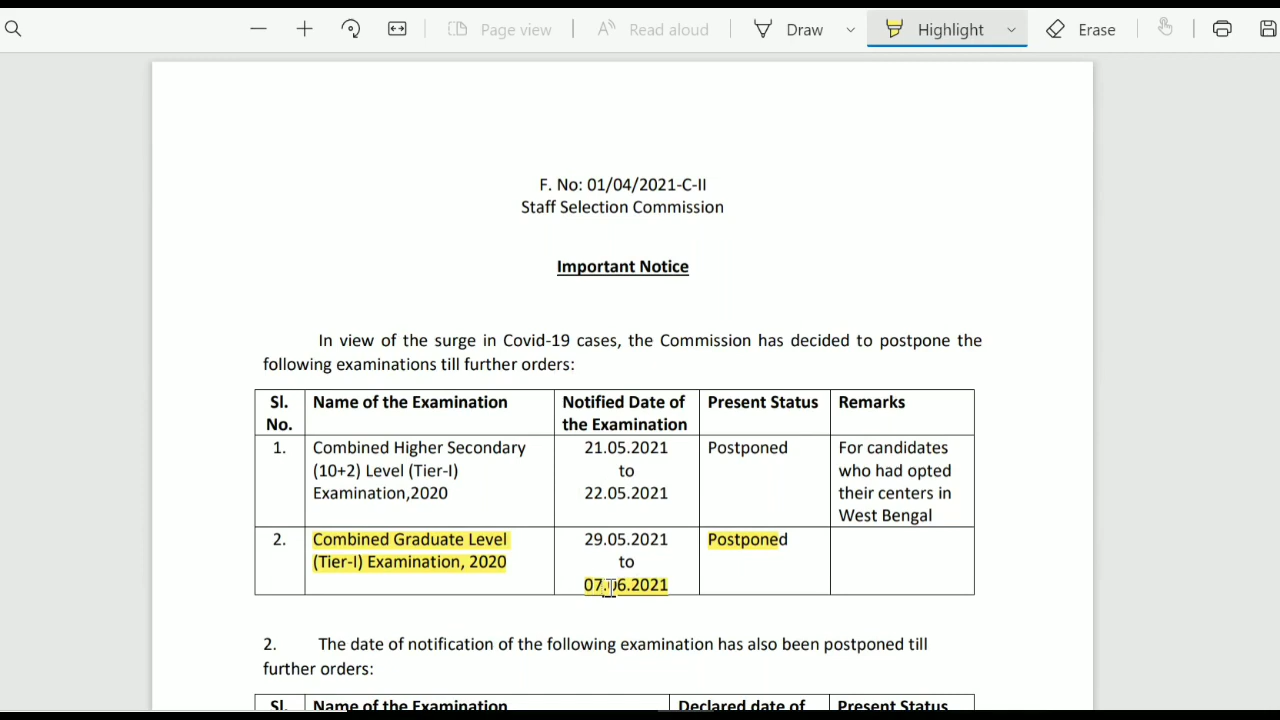 Page view
Read aloud
Draw
Highlight
Erase
F. No: 01/04/2021-C-II
Staff Selection Commission
Important Notice
In view of the surge in Covid-19 cases, the Commission has decided to postpone the
following examinations till further orders:
Sl. No.
Name of the Examination
Notified Date of
the Examination
Present Status
Remarks
1.
Combined Higher Secondary
(10+2) Level (Tier-I)
Examination,2020
21.05.2021
to
22.05.2021
Postponed
For candidates
who had opted
their centers in
West Bengal
2.
Combined Graduate Level
(Tier-I) Examination, 2020
29.05.2021
to
07.06.2021
Postponed
2. The date of notification of the following examination has also been postponed till
further orders:
Sl. Name of the Examination Declared date of Present Status